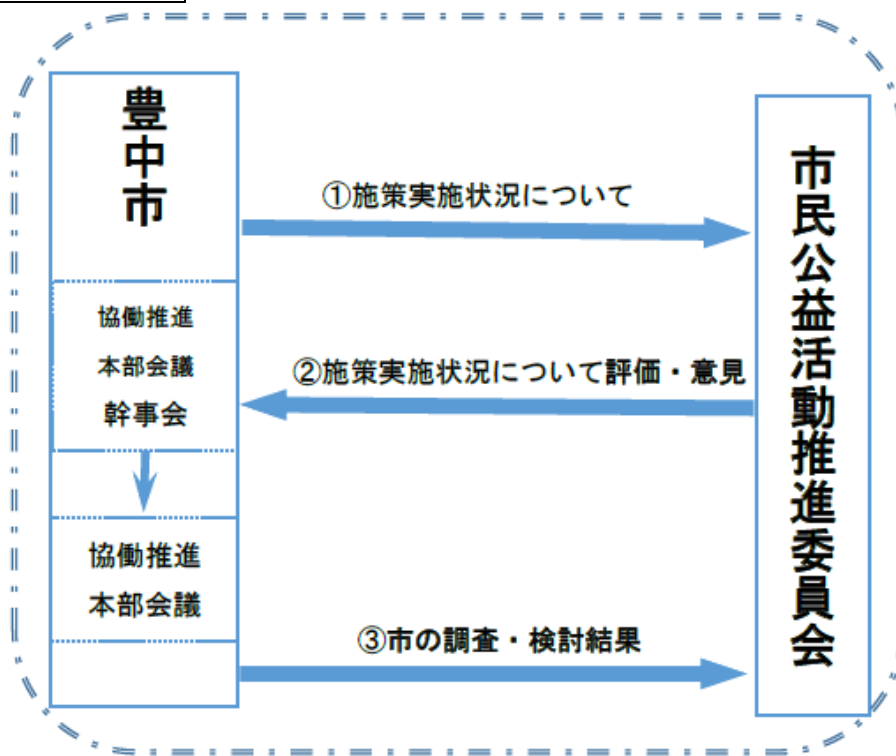 豊中市
①施策実施状況について
協働推進
本部会議
幹事会
②施策実施状況について評価・意見
協働推進
本部会議
③市の調査・検討結果
市民公益活動推進委員会